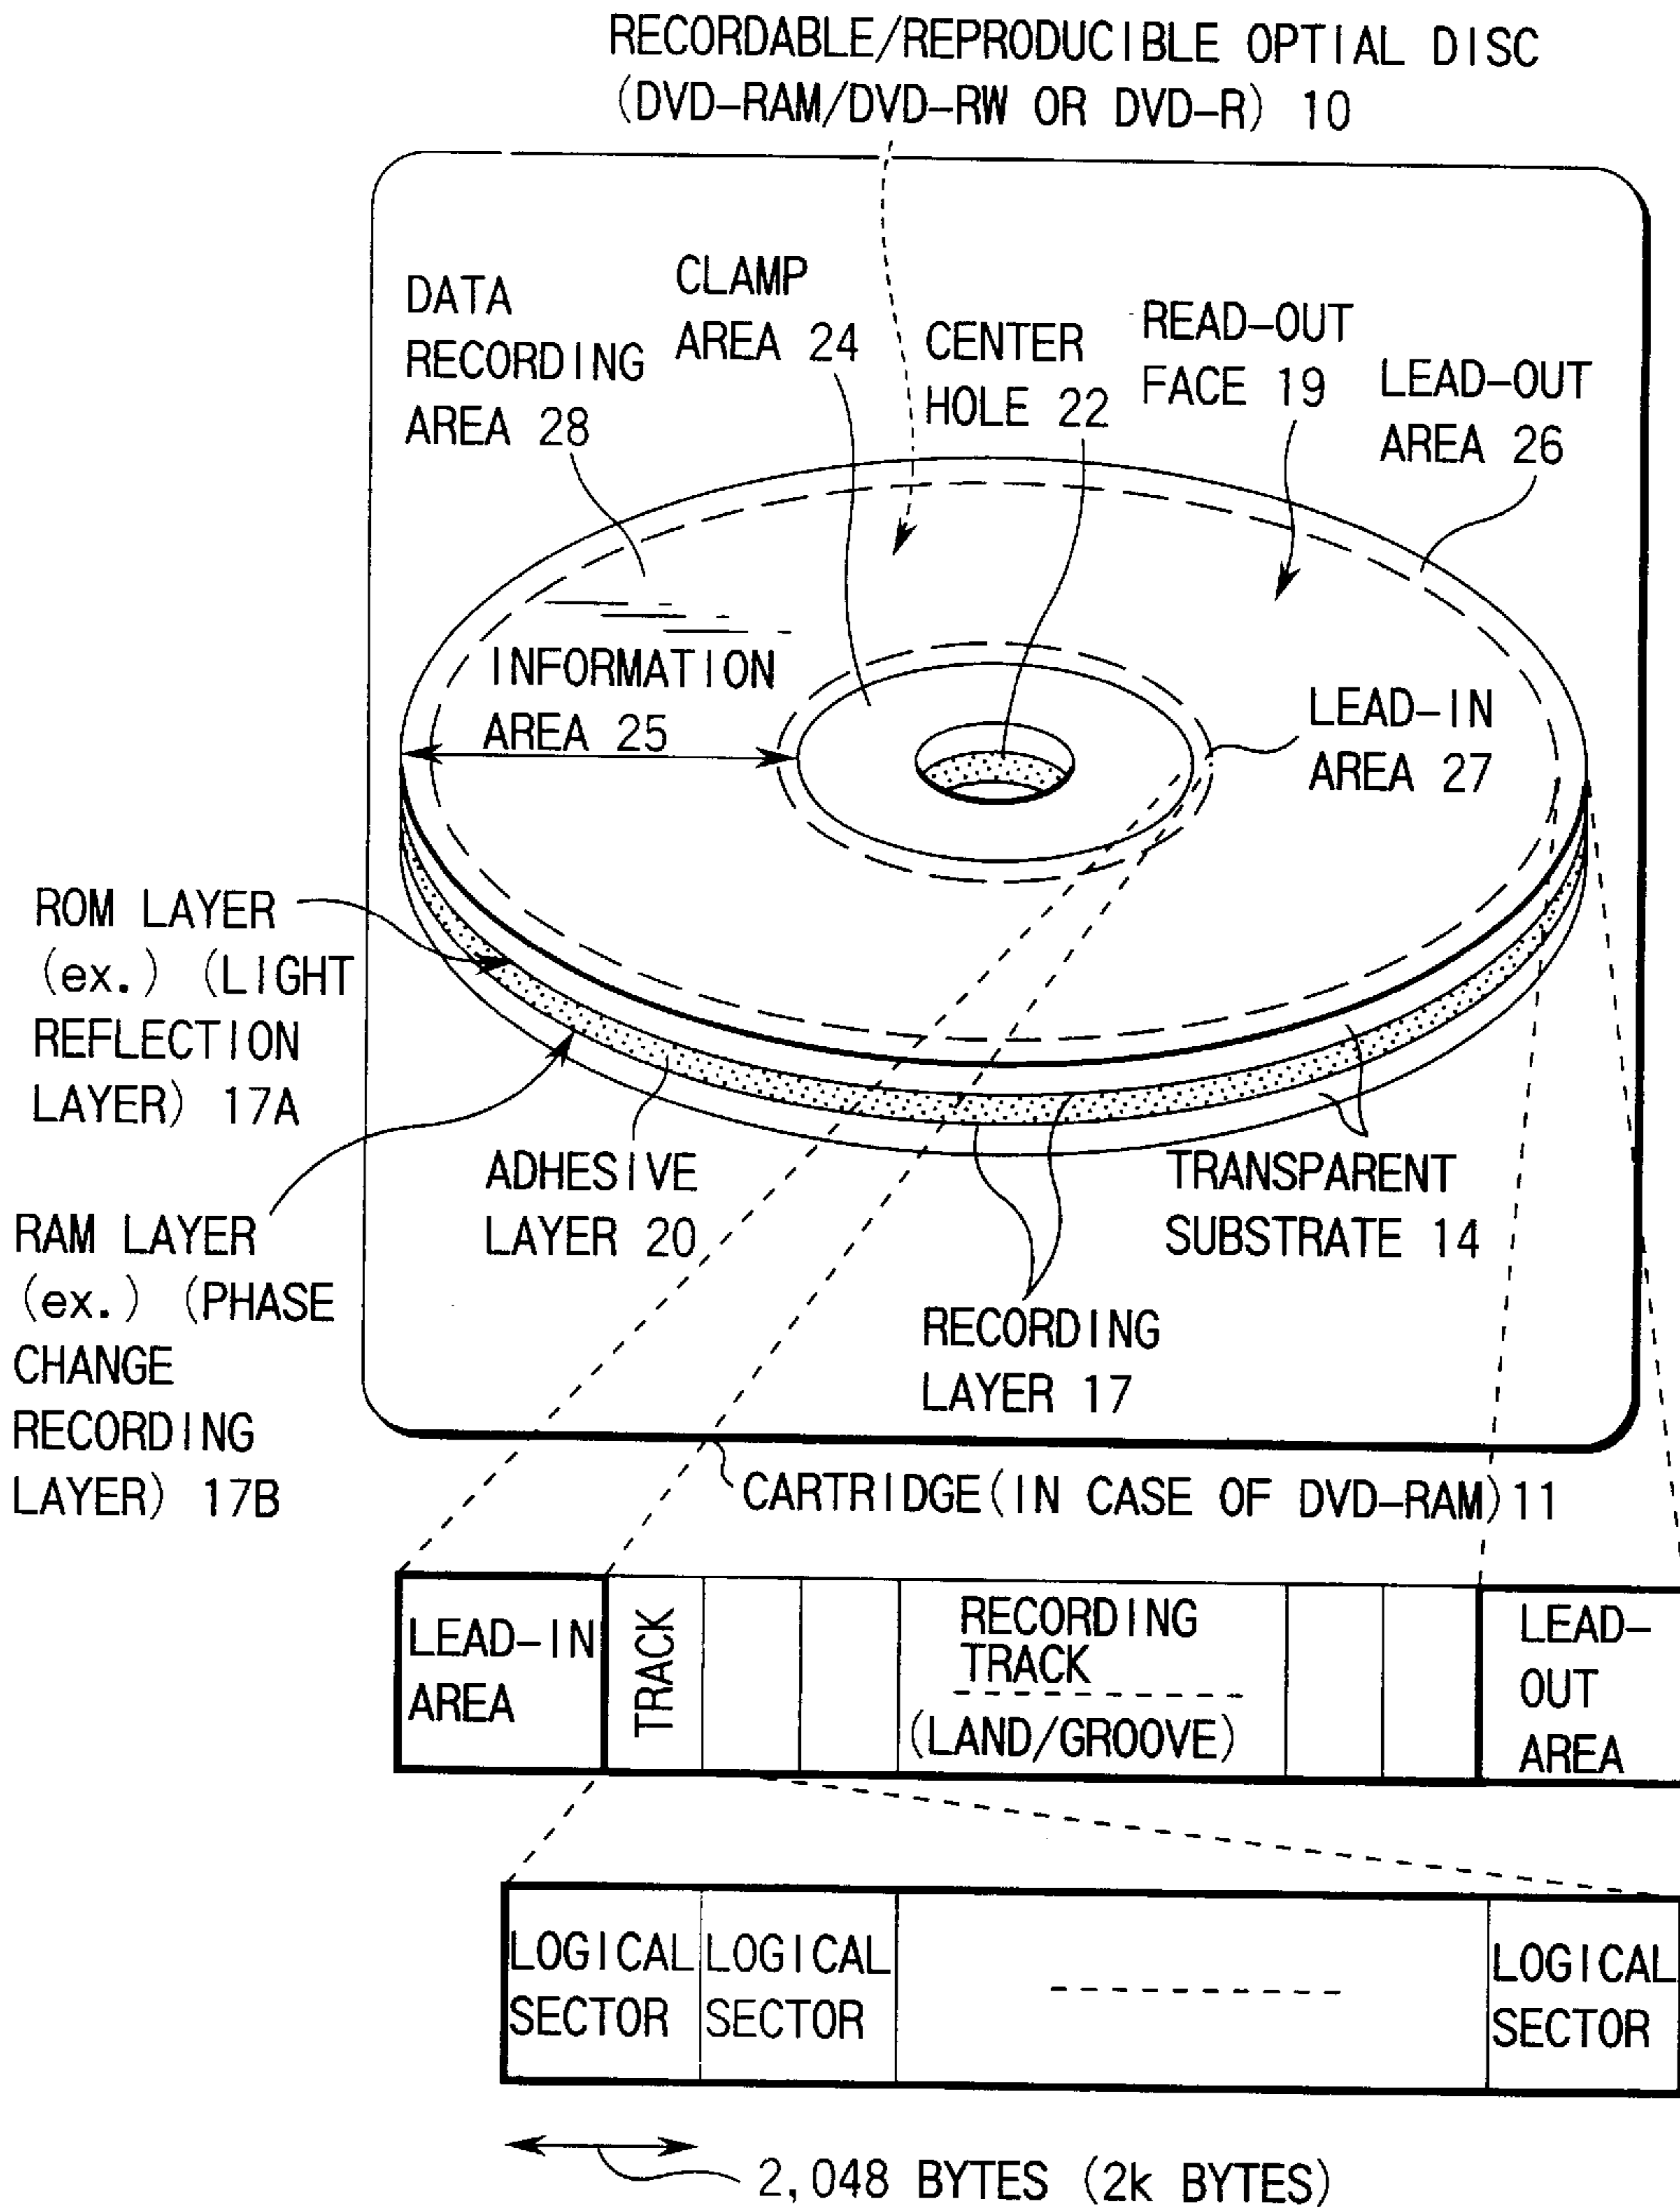 RECORDABLE/REPRODUCIBLE OPTIAL DISC
(DVD-RAM/DVD-RW OR DVD-R) 10
DATA
RECORDING
AREA 28
CLAMP
AREA 24
CENTER
HOLE 22
READ-OUT
FACE 19
LEAD-OUT
AREA 26
INFORMATION
AREA 25
LEAD-IN
AREA 27
ROM LAYER
(ex.) (LIGHT
REFLECTION
LAYER) 17A
ADHESIVE
LAYER 20
TRANSPARENT
SUBSTRATE 14
RAM LAYER
(ex.) (PHASE
CHANGE
RECORDING
LAYER) 17B
RECORDING
LAYER 17
CARTRIDGE(IN CASE OF DVD-RAM)11
LEAD-IN
AREA
TRACK
RECORDING
TRACK
(LAND/GROOVE)
LEAD-
OUT
AREA
LOGICAL
SECTOR
LOGICAL
SECTOR
LOGICAL
SECTOR
2,048 BYTES (2k BYTES)